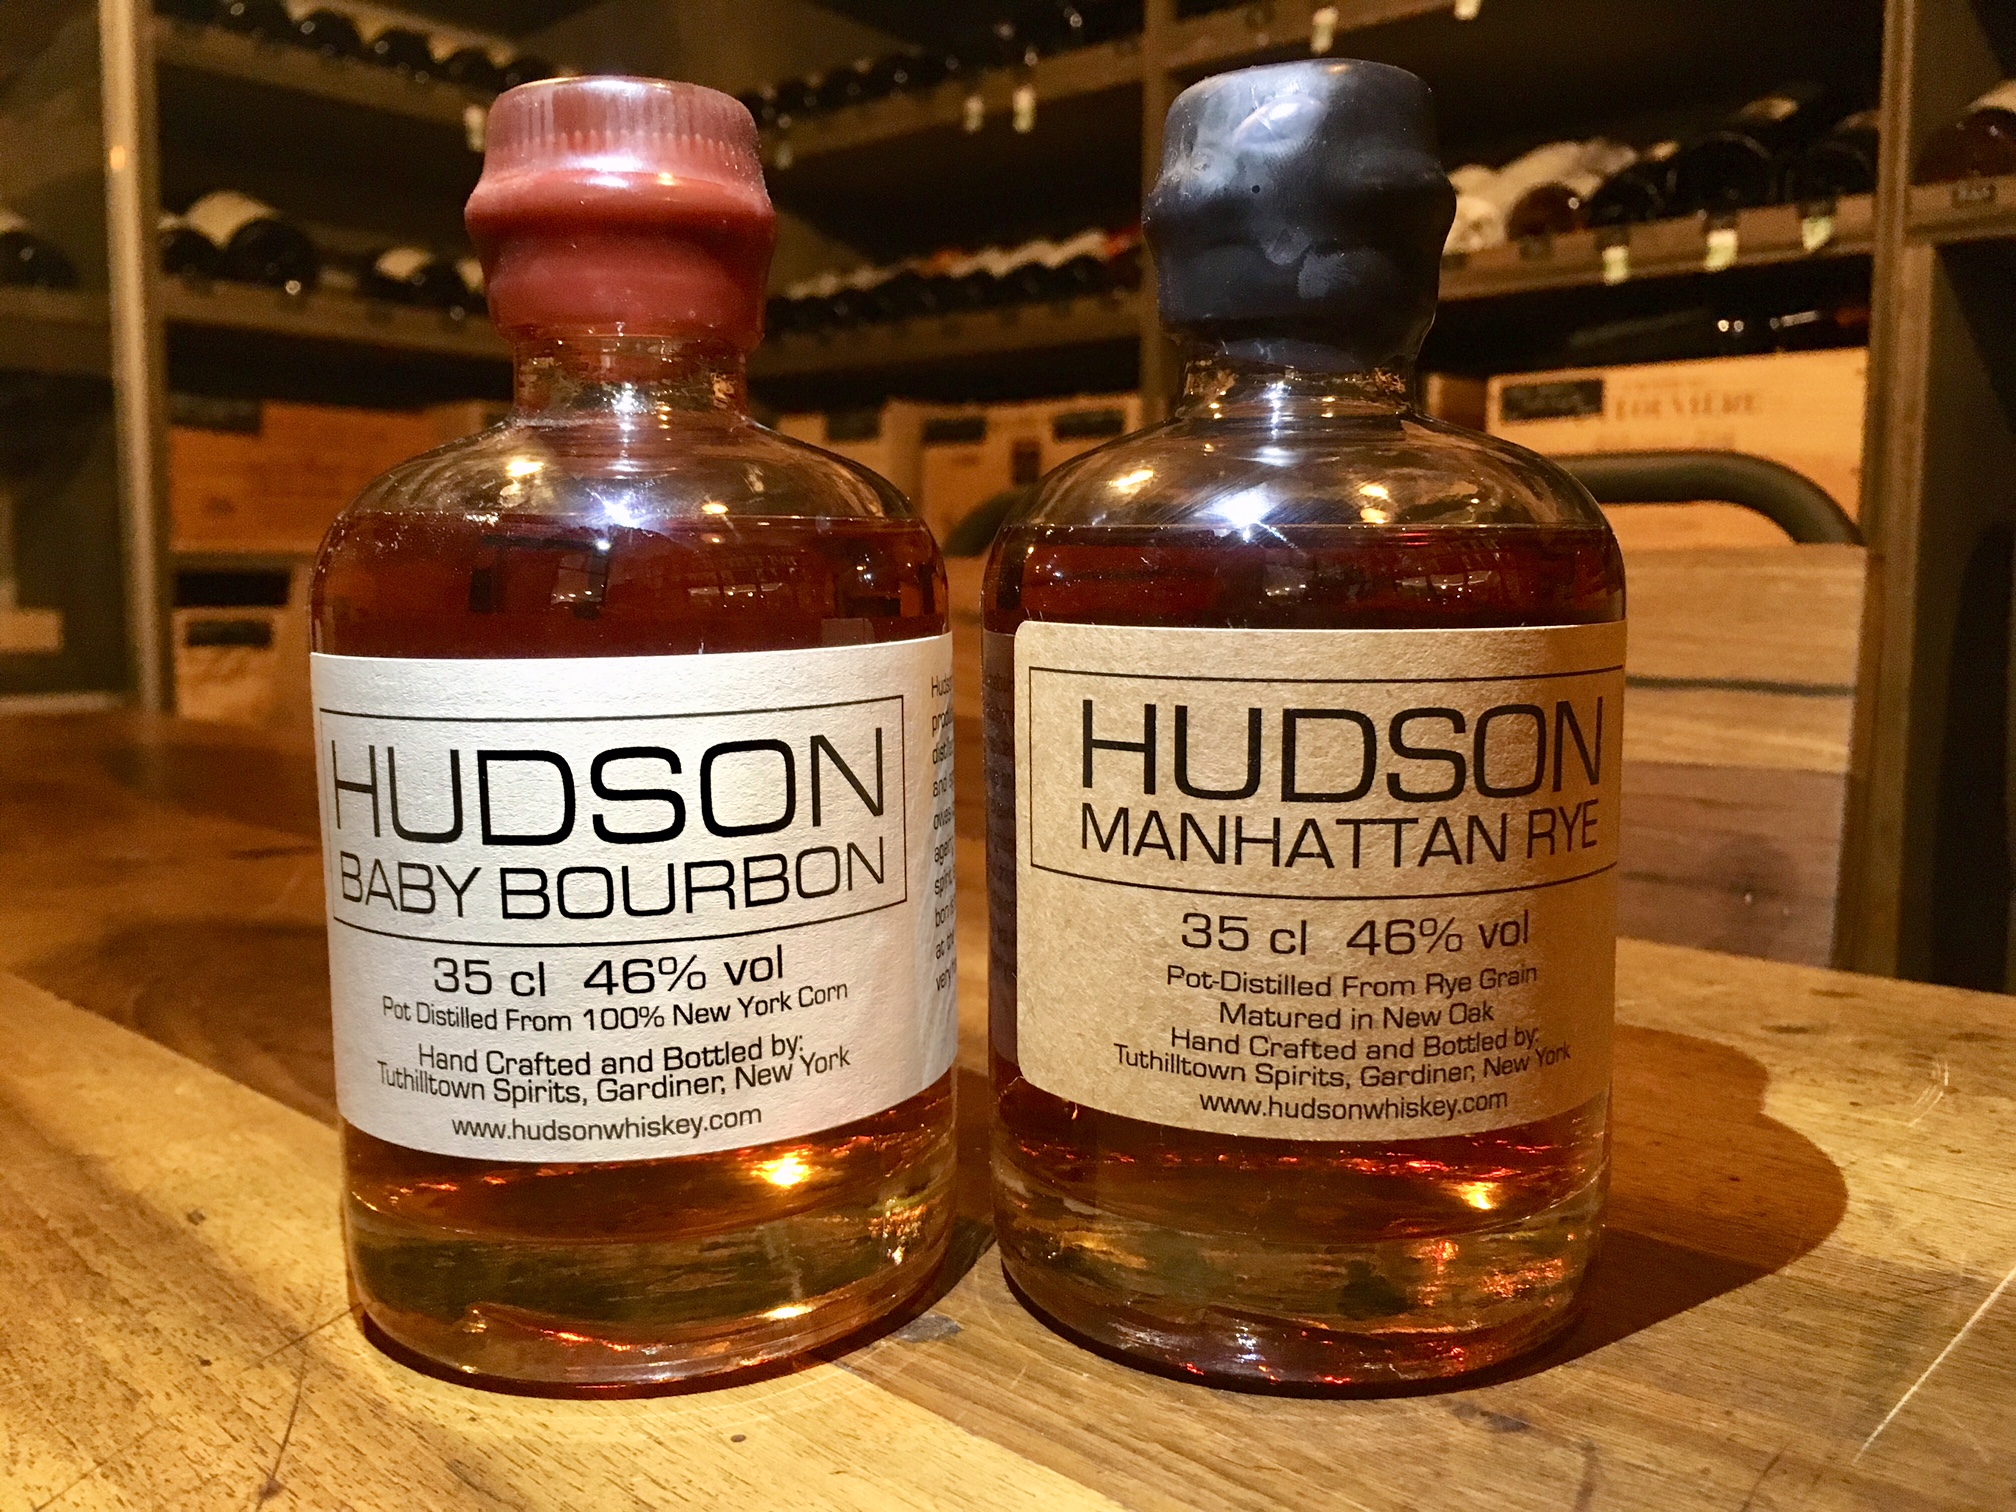 HUDSON
BABY BOURBON
35 cl 46% vol
Pot Distilled From 100% New York Corn
Hand Crafted and Bottled by:
Tuthilltown Spirits, Gardiner, New York
www.hudsonwhiskey.com
HUDSON
MANHATTAN RYE
35 cl 46% vol
Pot-Distilled From Rye Grain
Matured in New Oak
Hand Crafted and Bottled by:
Tuthilltown Spirits, Gardiner, New York
www.hudsonwhiskey.com